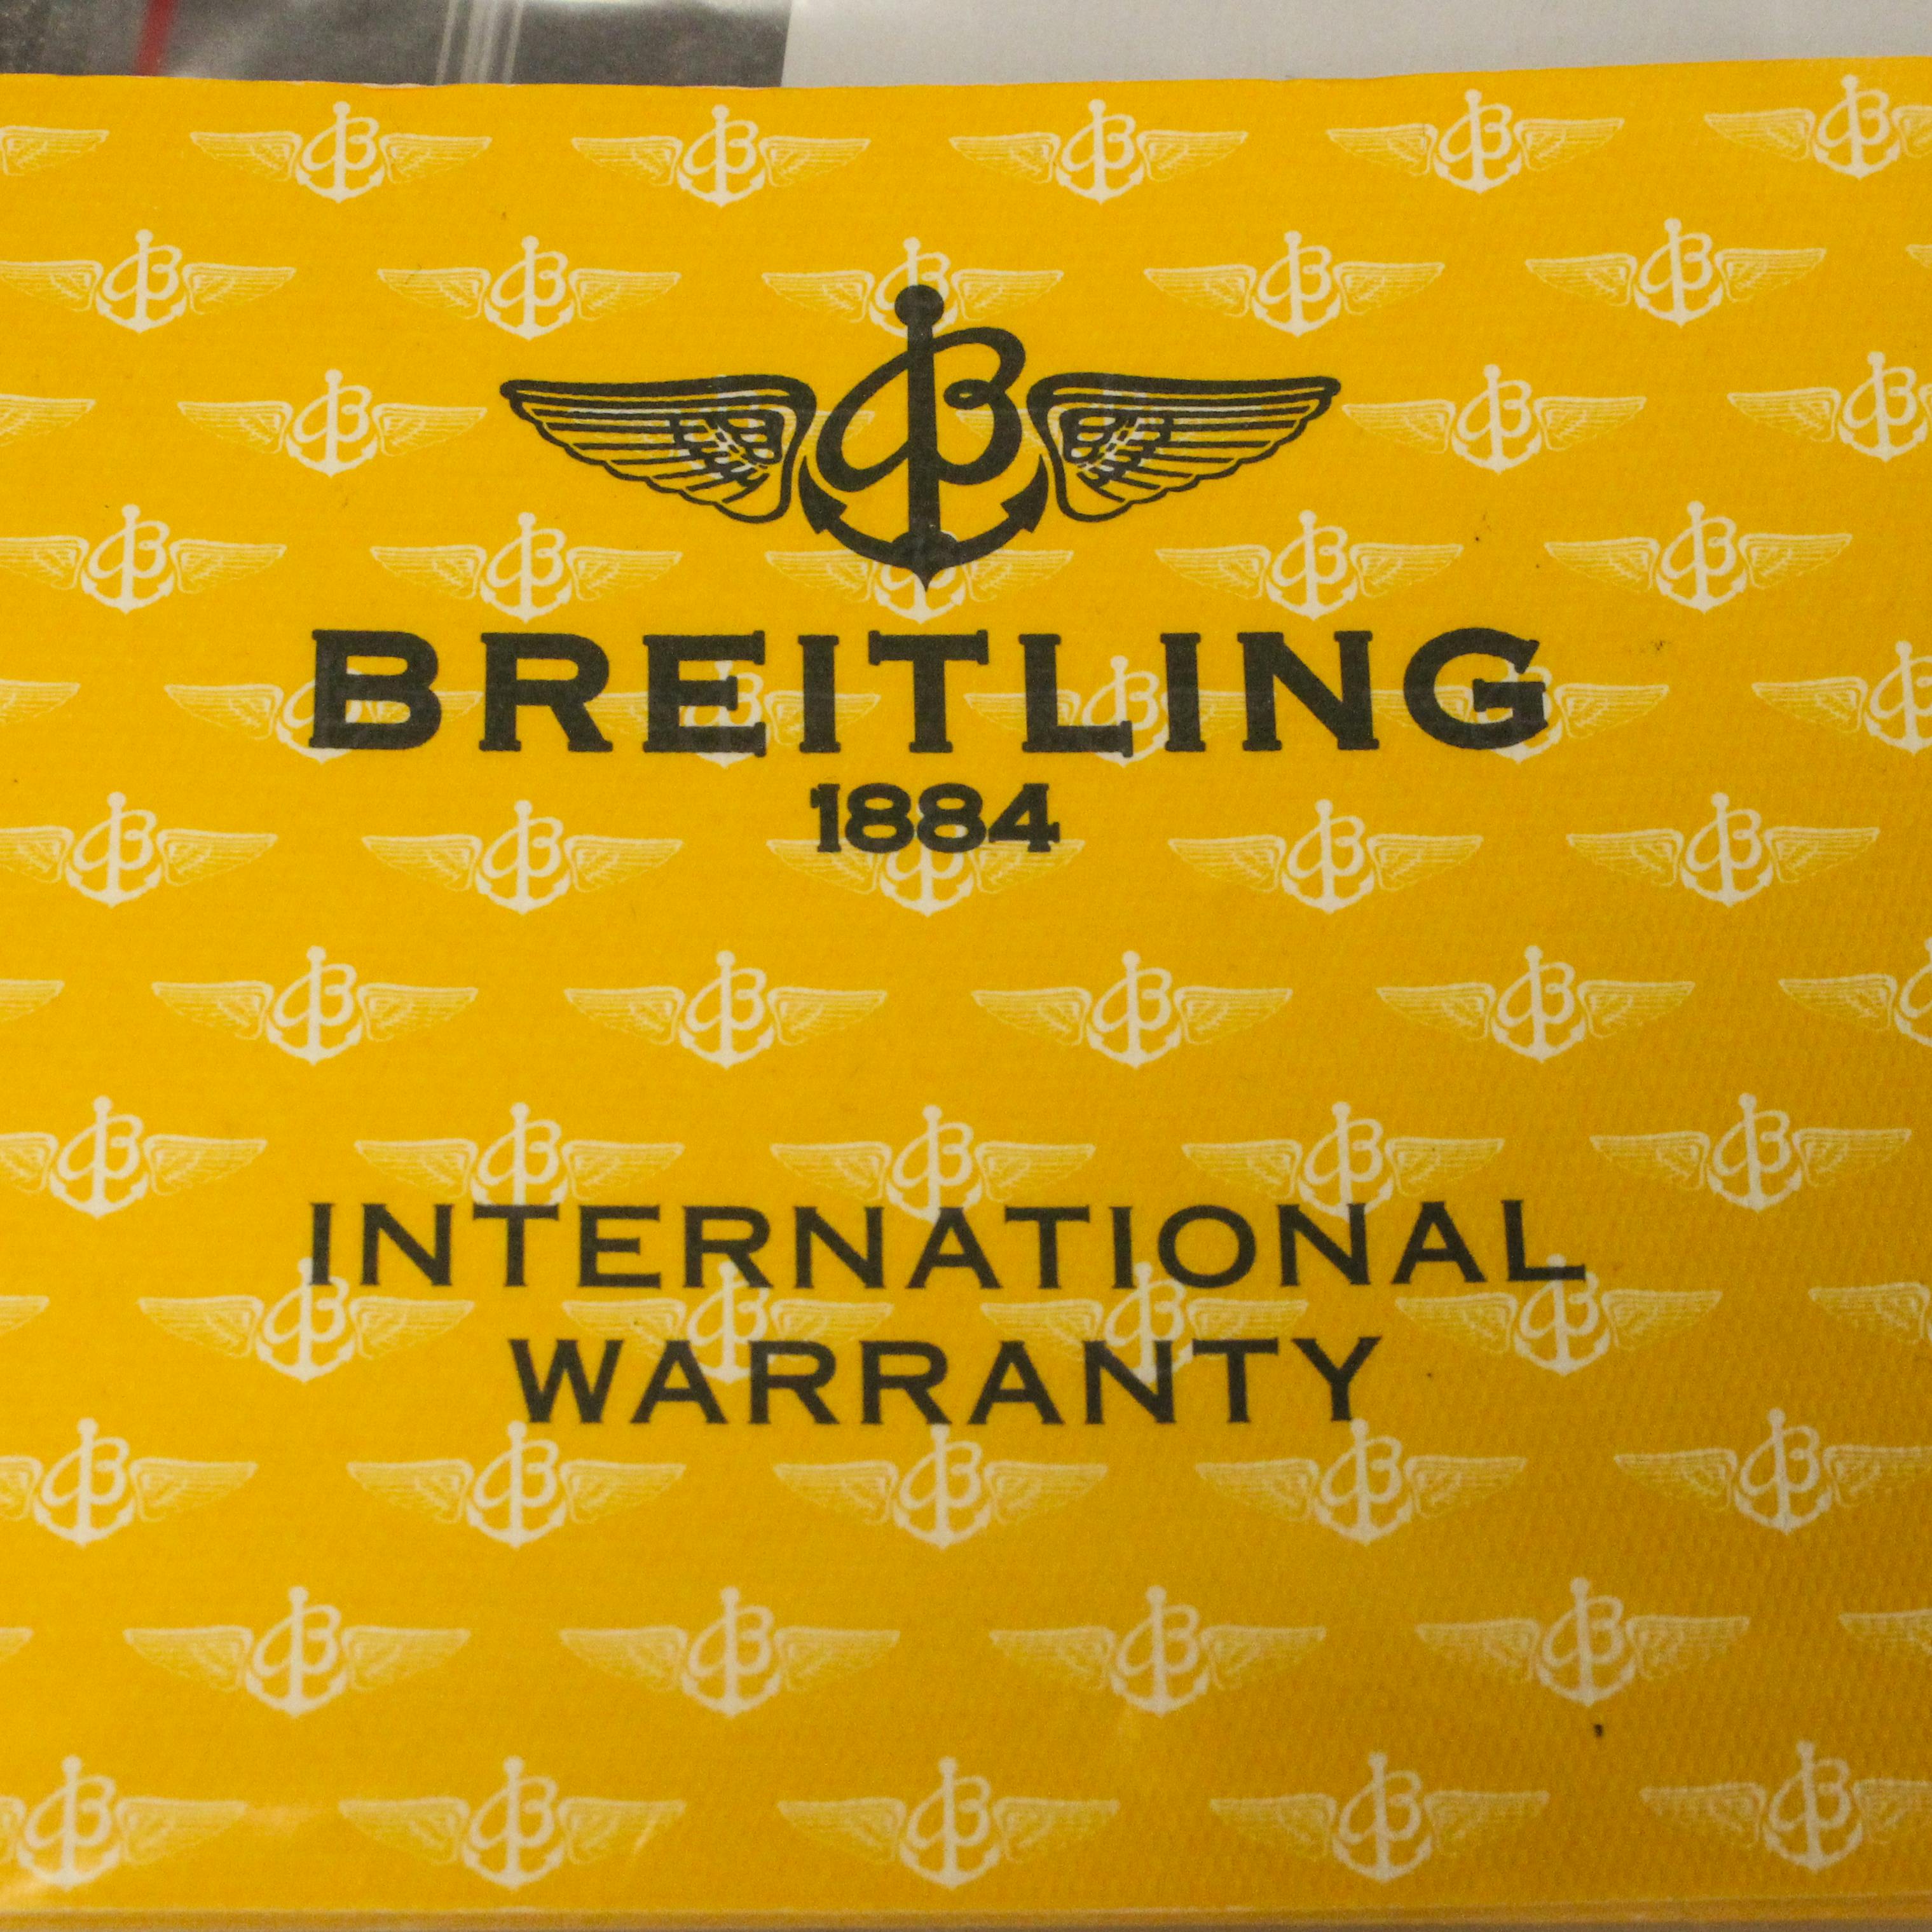 BREITLING
1884
INTERNATIONAL
WARRANTY